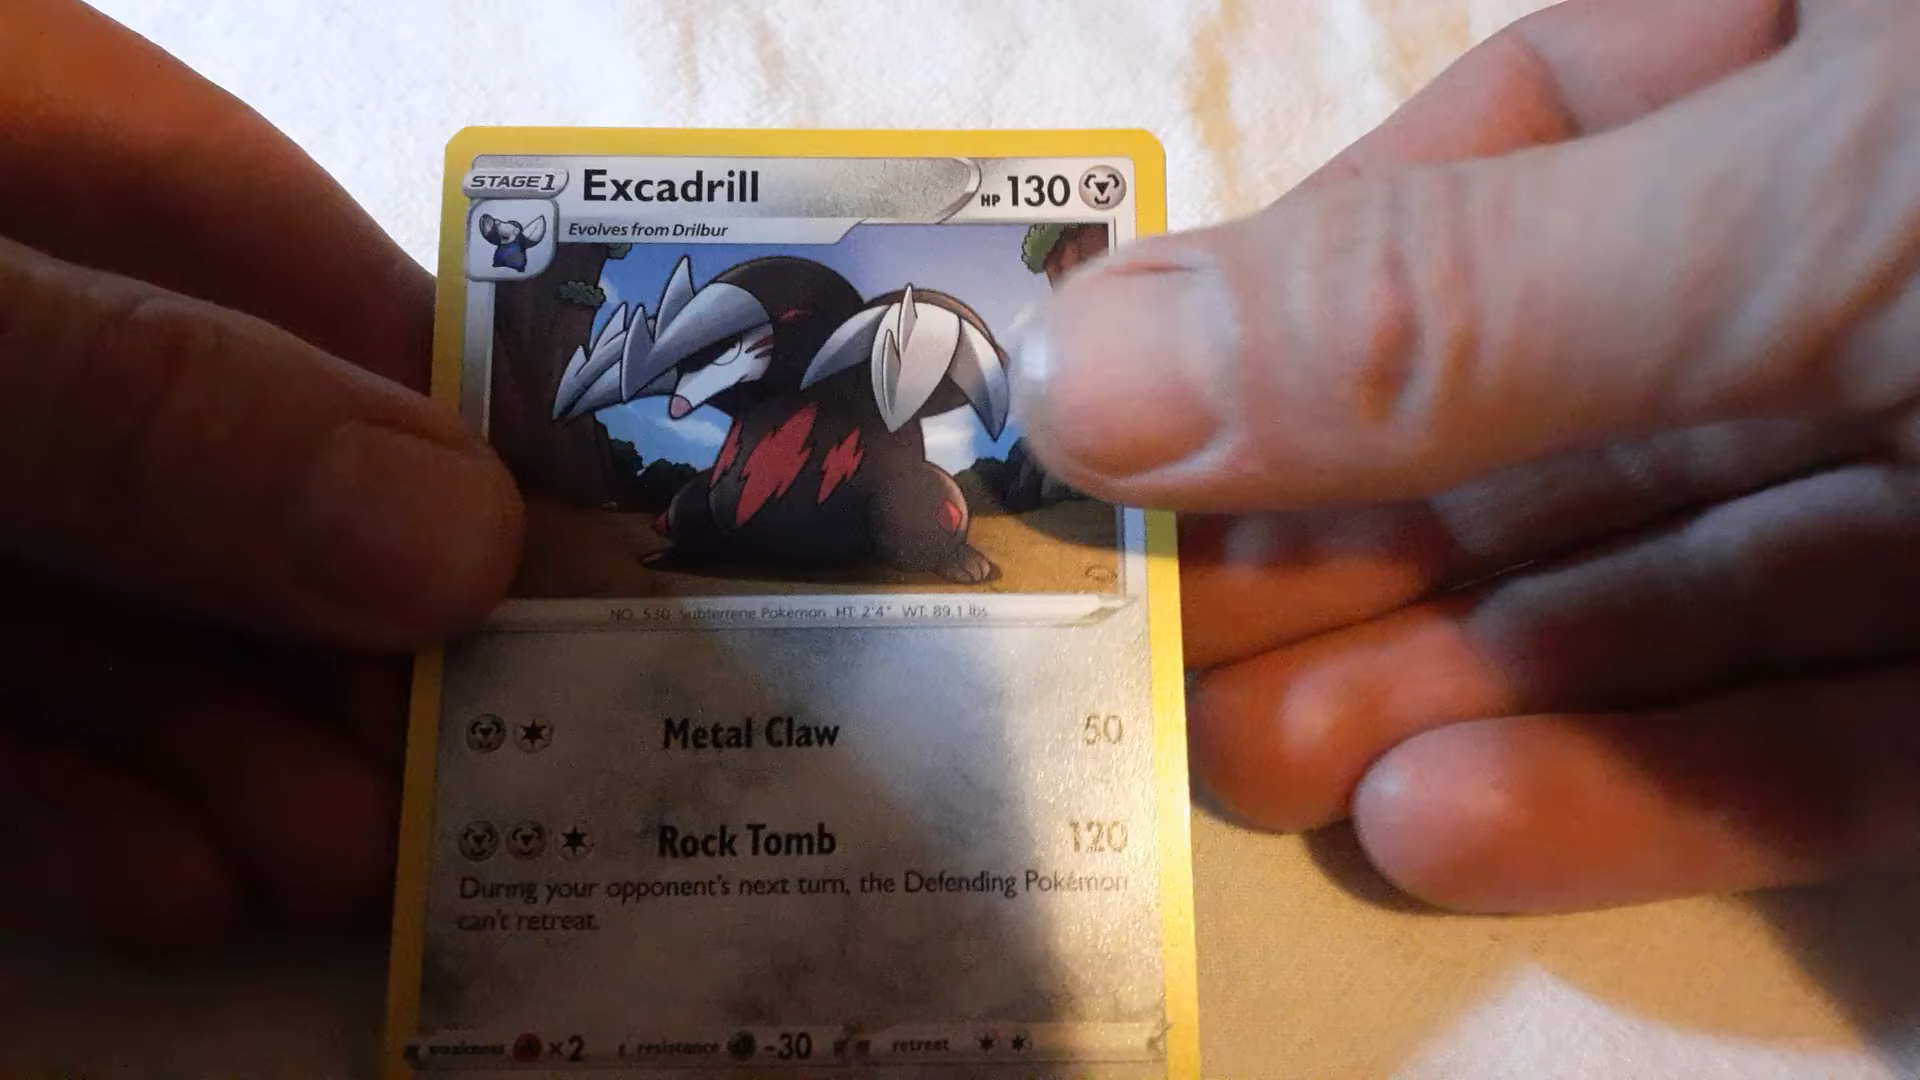 STAGE 1
Excadrill
HP 130
Evolves from Drilbur
NO. 530 Subterrene Pokémon HT: 2'4" WT: 89.1 lbs.
Metal Claw 50
Rock Tomb 120
During your opponent's next turn, the Defending Pokémon
can't retreat.
weakness ×2 resistance -30 retreat